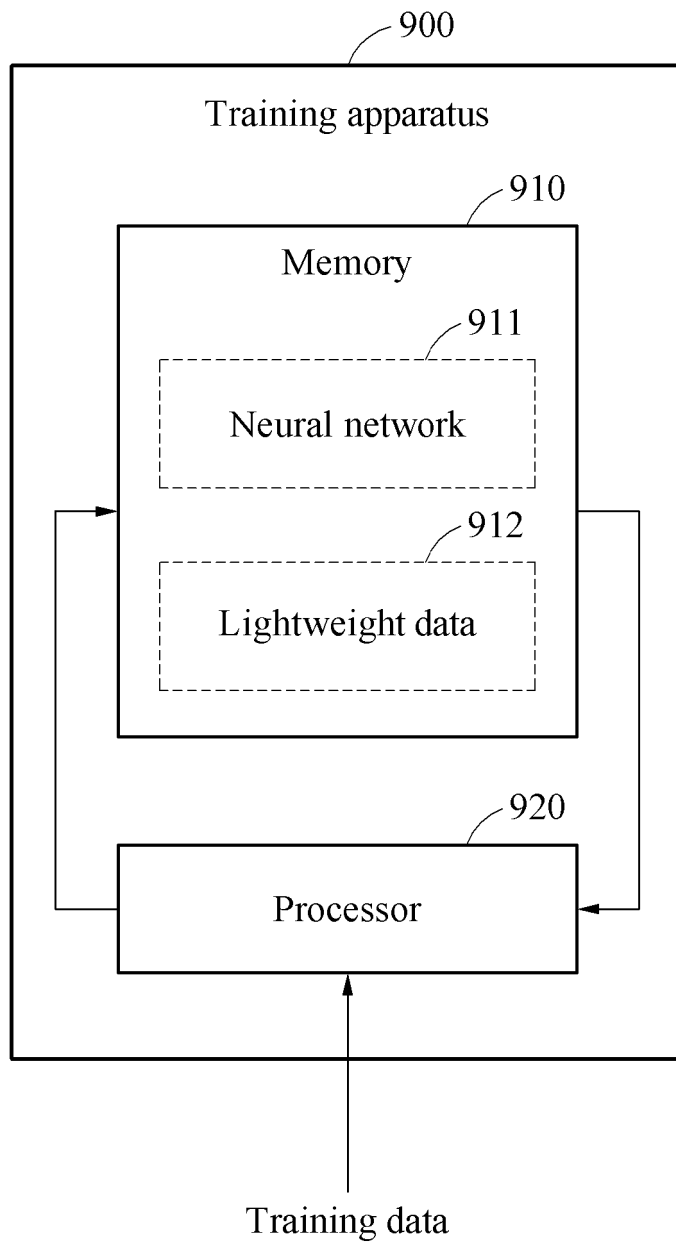 900
Training apparatus
910
Memory
911
Neural network
912
Lightweight data
920
Processor
Training data